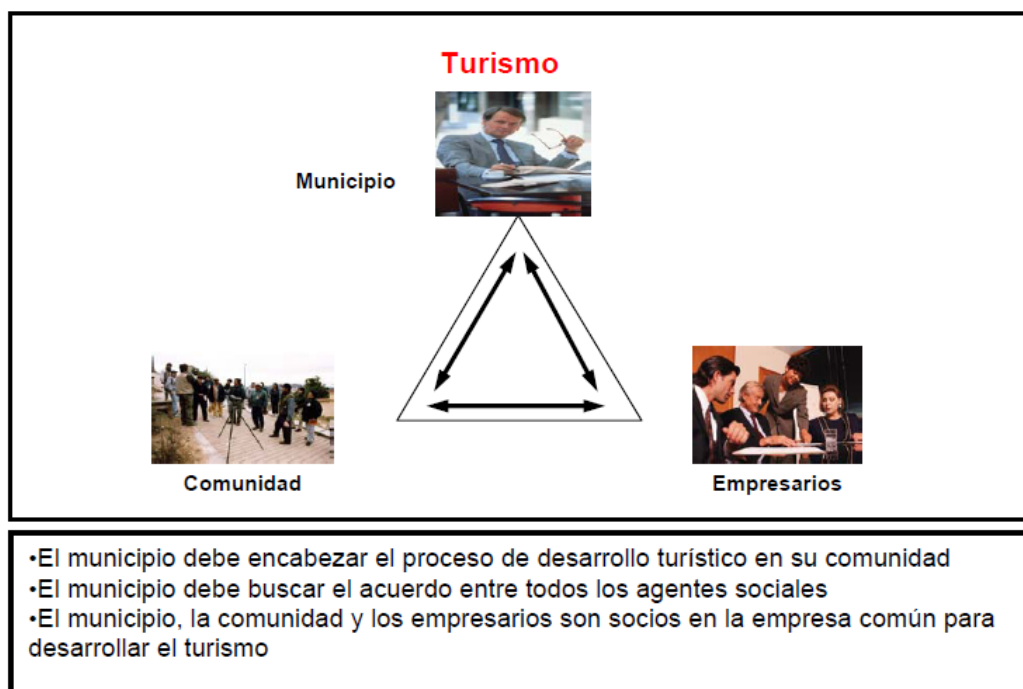 Turismo
Municipio
Comunidad
Empresarios
•El municipio debe encabezar el proceso de desarrollo turístico en su comunidad
•El municipio debe buscar el acuerdo entre todos los agentes sociales
•El municipio, la comunidad y los empresarios son socios en la empresa común para
desarrollar el turismo